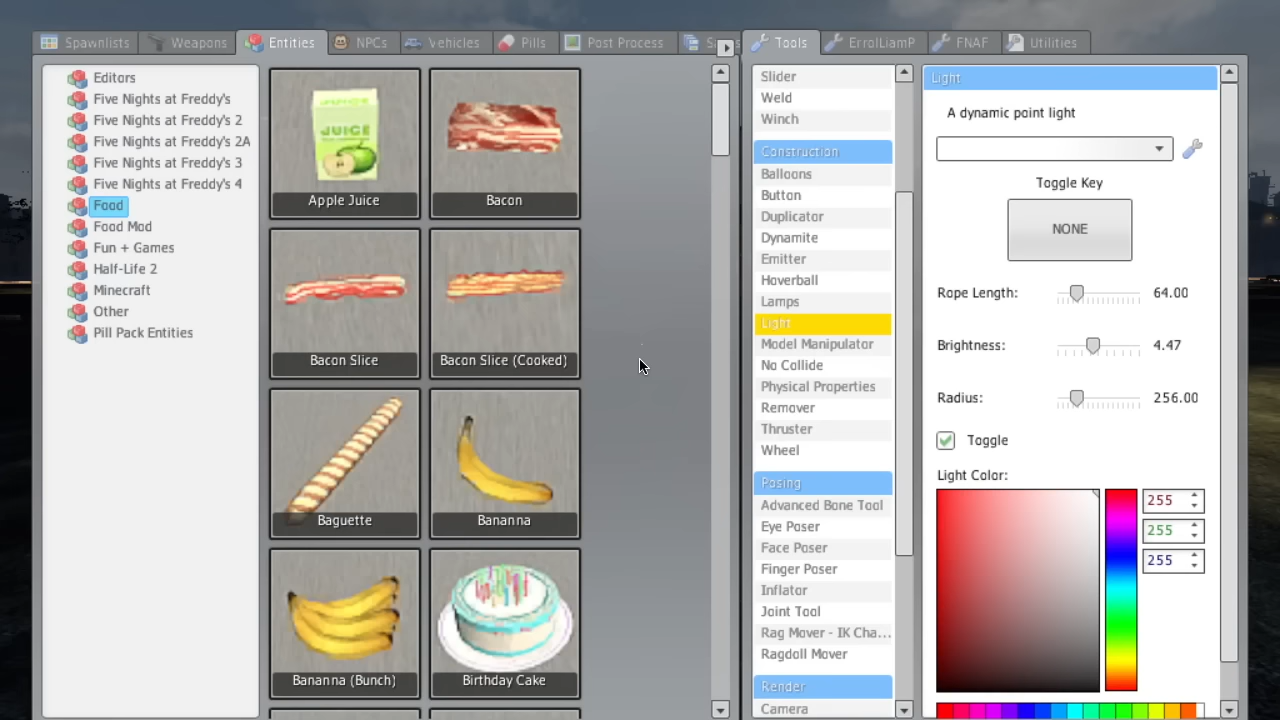 Spawnlists
Weapons
Entities
NPCs
Vehicles
Pills
Post Process
Tools
ErrolLiamP
FNAF
Utilities
Editors
Five Nights at Freddy's
Five Nights at Freddy's 2
Five Nights at Freddy's 2A
Five Nights at Freddy's 3
Five Nights at Freddy's 4
Food
Food Mod
Fun + Games
Half-Life 2
Minecraft
Other
Pill Pack Entities
JUICE
JUICE
Apple Juice
Bacon
Bacon Slice
Bacon Slice (Cooked)
Baguette
Bananna
Bananna (Bunch)
Birthday Cake
Slider
Weld
Winch
Construction
Balloons
Button
Duplicator
Dynamite
Emitter
Hoverball
Lamps
Light
Model Manipulator
No Collide
Physical Properties
Remover
Thruster
Wheel
Posing
Advanced Bone Tool
Eye Poser
Face Poser
Finger Poser
Inflator
Joint Tool
Rag Mover - IK Cha...
Ragdoll Mover
Render
Camera
Light
A dynamic point light
Toggle Key
NONE
Rope Length: 64.00
Brightness: 4.47
Radius: 256.00
Toggle
Light Color:
255
255
255